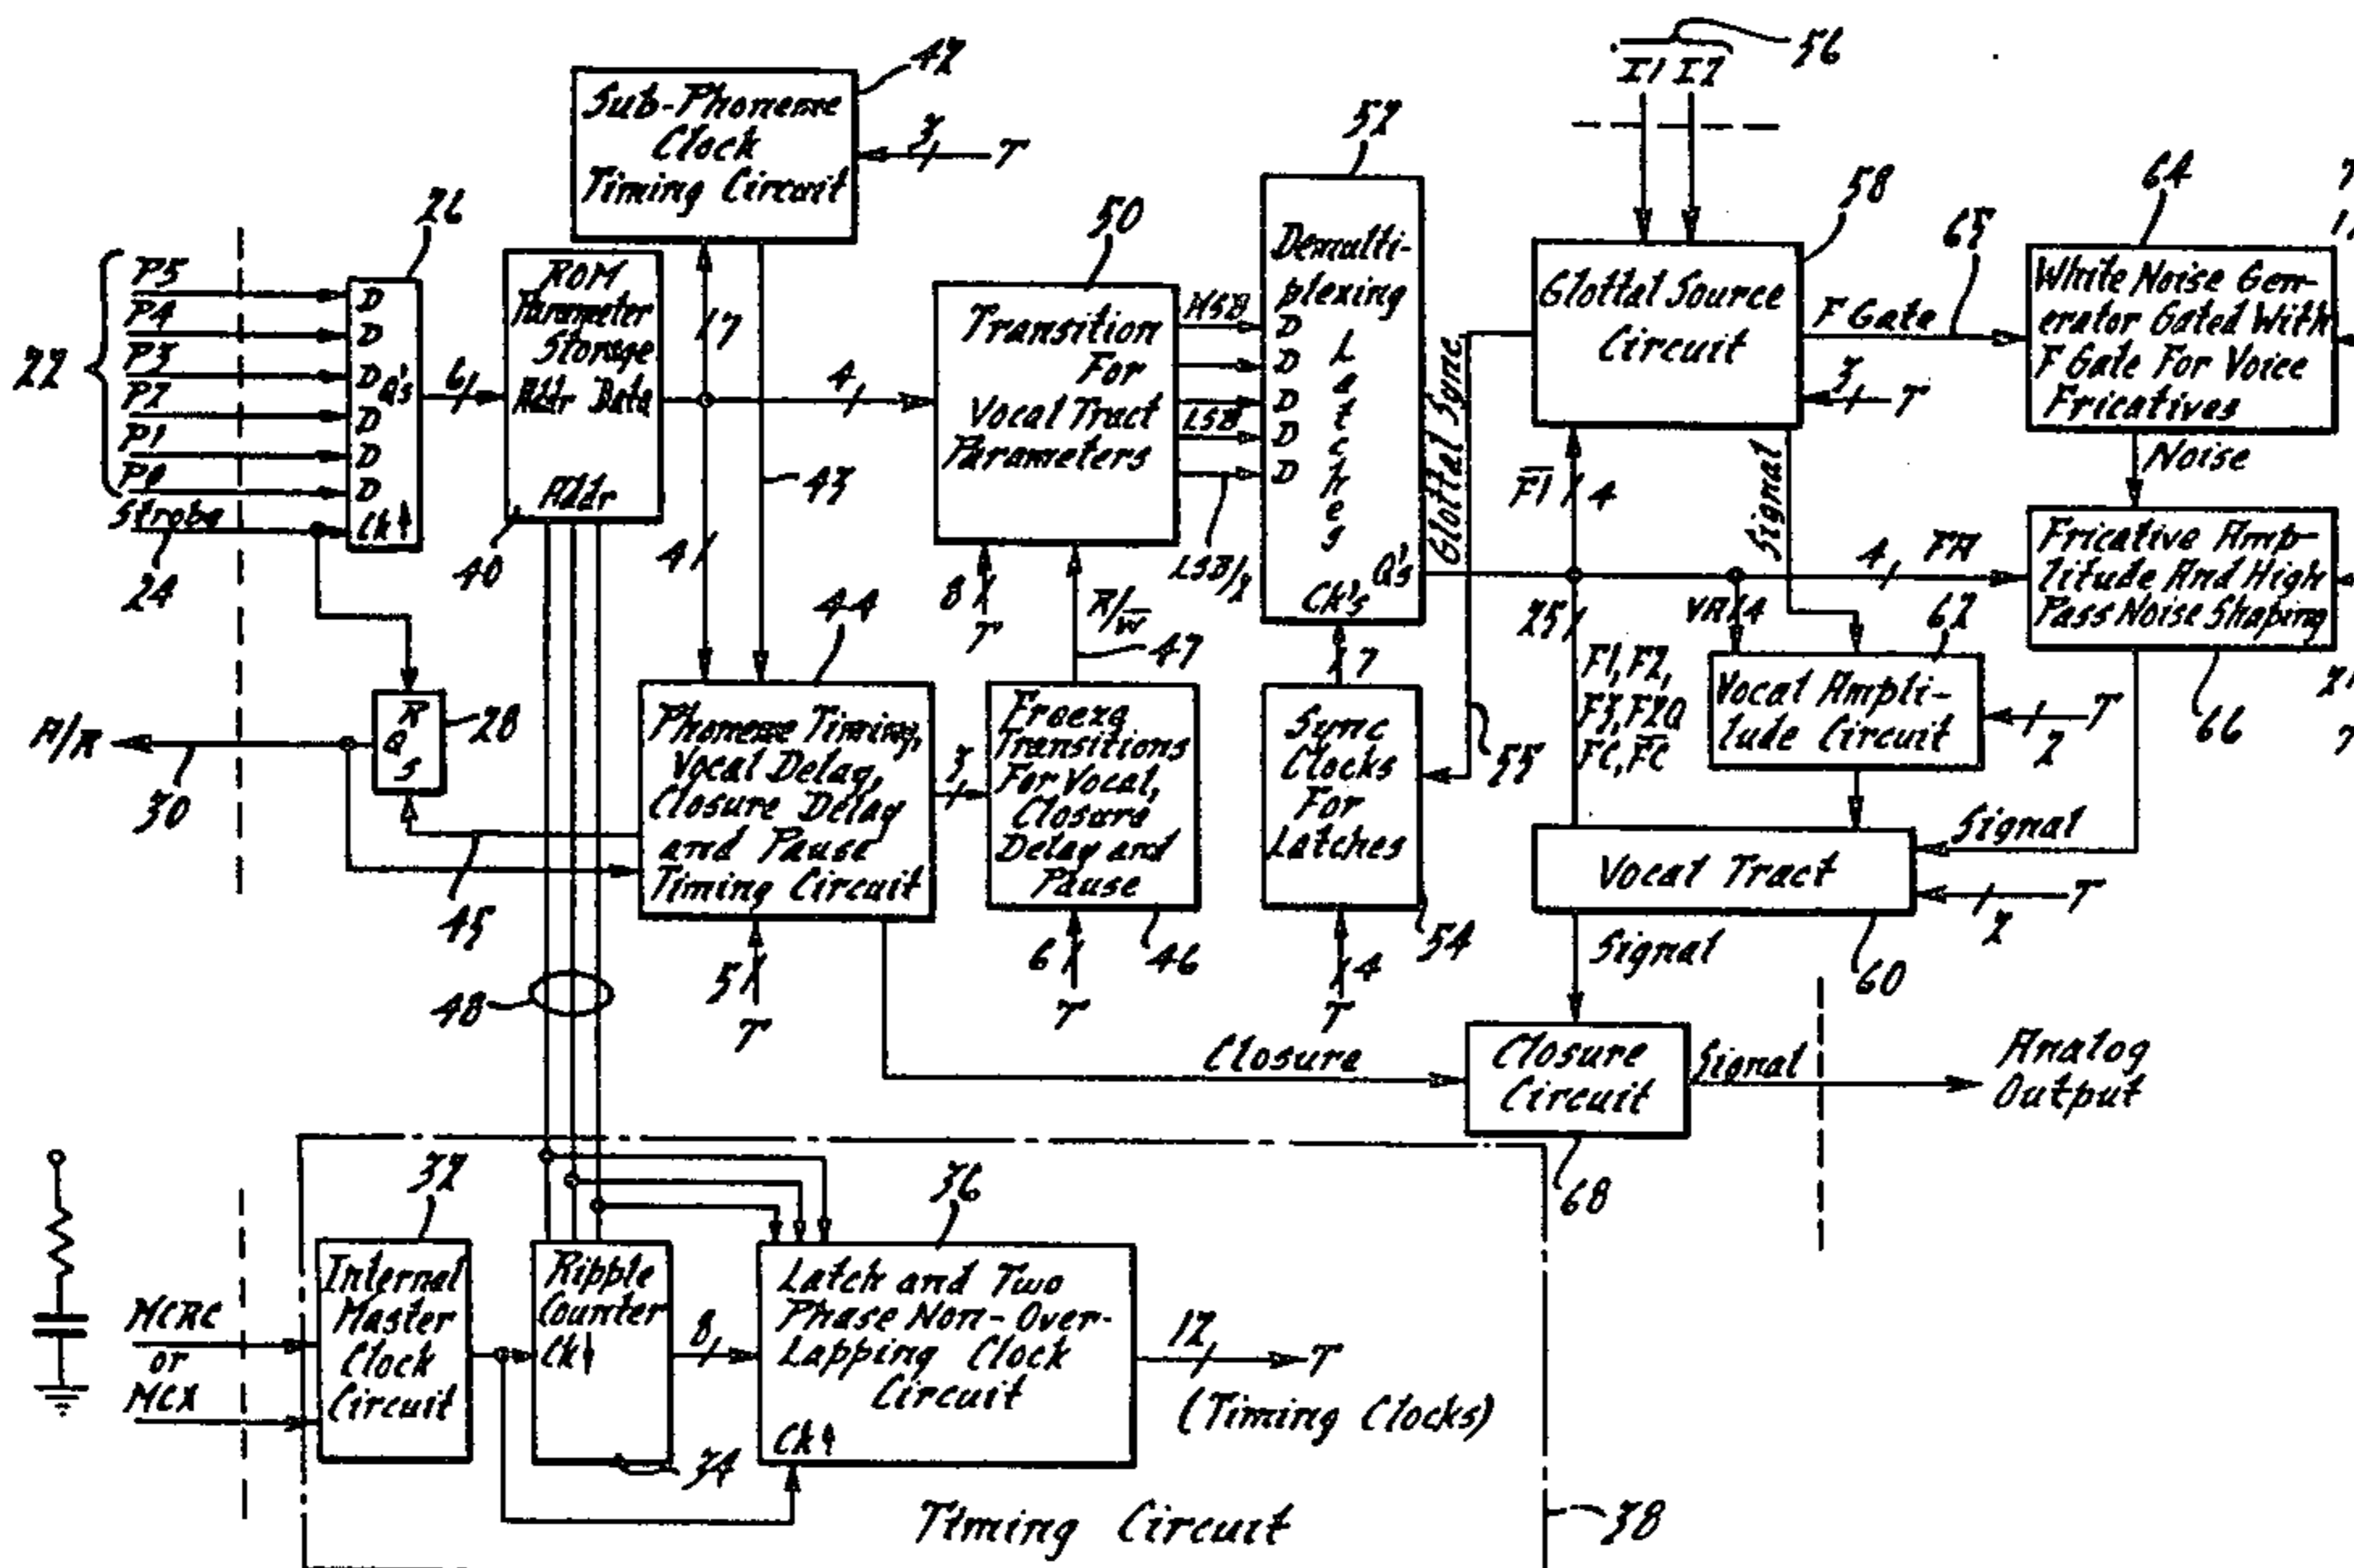 42
Sub-Phoneme
Clock
Timing Circuit
3
T
56
I1 I2
52
26
50
58
65
64
22
P5
P4
P3
P2
P1
P0
Strobe
24
D
D
D
Q's
D
D
D
Ck
6
ROM
Parameter
Storage
Addr Data
Addr
40
7
4
43
4
Transition
For
Vocal Tract
Parameters
MSB
LSB
LSB/2
8
T
R/W̅
47
Demulti-
plexing
Latches
D
D
D
D
D
Q's
Ck's
Glottal Sync
Glottal Source
Circuit
F Gate
3
T
White Noise Gen-
erator Gated With
F Gate For Voice
Fricatives
Noise
F̅1̅ 4
Signal
4
FA
Fricative Amp-
litude And High
Pass Noise Shaping
66
25
VA 4
62
F1, F2,
F3, F2Q
FC, F̅C̅
Vocal Ampli-
tude Circuit
2
T
A/R
30
R̅
Q
S
28
44
Phoneme Timing,
Vocal Delay,
Closure Delay
and Pause
Timing Circuit
45
5
T
3
Freeze
Transitions
For Vocal,
Closure
Delay and
Pause
6
T
46
7
Sync
Clocks
For
Latches
55
4
T
54
Signal
Vocal Tract
2
T
60
Signal
48
Closure
Closure
Circuit
68
Signal
Analog
Output
MCRC
or
MCX
32
Internal
Master
Clock
Circuit
Ripple
Counter
Ck
34
8
36
Latch and Two
Phase Non-Over-
Lapping Clock
Circuit
Ck
12
T
(Timing Clocks)
Timing Circuit
38